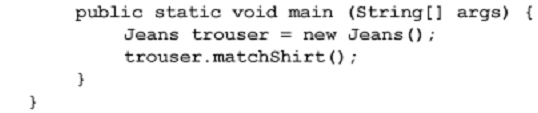 public static void main (String[] args) {
Jeans trouser = new Jeans();
trouser.matchShirt();
}
}